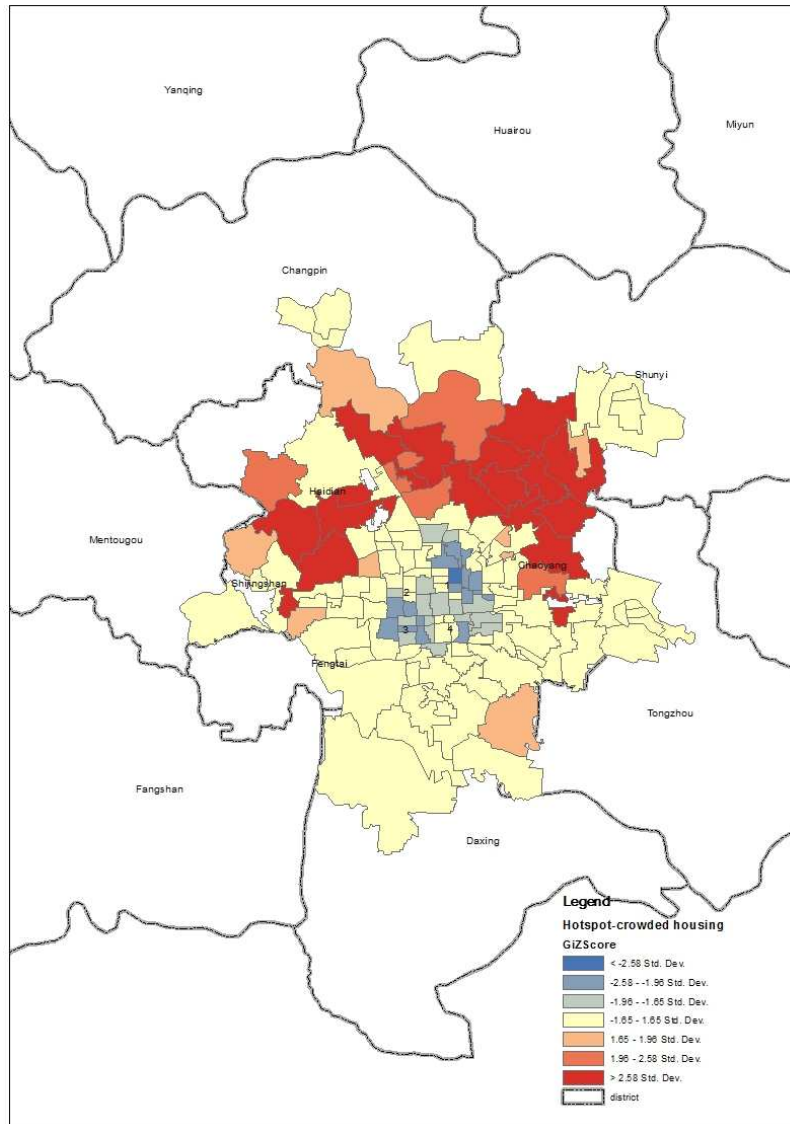 Yanqing
Huairou
Miyun
Changpin
Shunyi
Haidian
Mentougou
Chaoyang
Shijingshan
1
2
3
4
Fengtai
Tongzhou
Fangshan
Daxing
Legend
Hotspot-crowded housing
GiZScore
< -2.58 Std. Dev.
-2.58 - -1.96 Std. Dev.
-1.96 - -1.65 Std. Dev.
-1.65 - 1.65 Std. Dev.
1.65 - 1.96 Std. Dev.
1.96 - 2.58 Std. Dev.
> 2.58 Std. Dev.
district